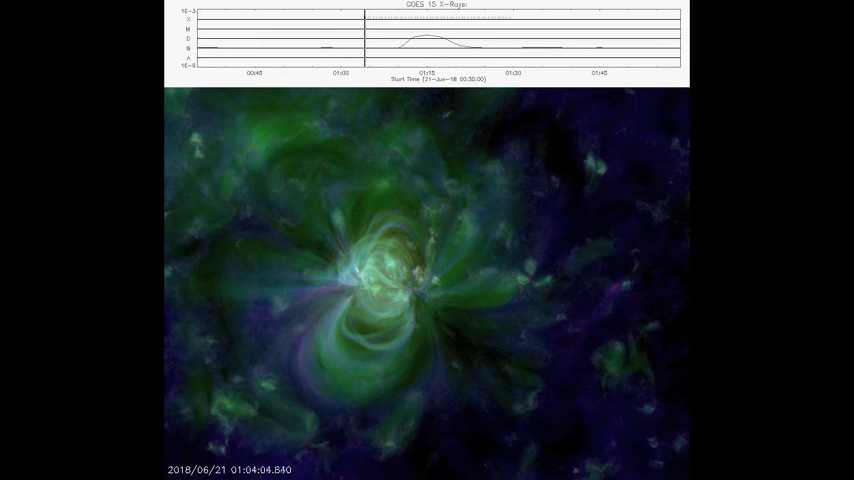 GOES 15 X-Rays:
1E-3
X
M
D
B
A
1E-9
00:45 01:00 01:15 01:30 01:45
Start Time (21-Jun-18 00:35:00)
2018/06/21 01:04:04.840